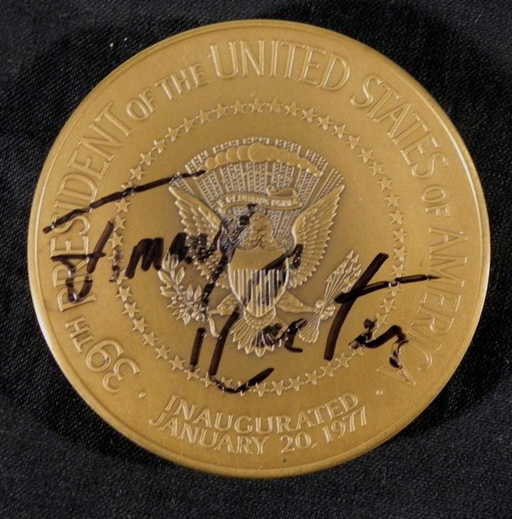 39TH PRESIDENT OF THE UNITED STATES OF AMERICA
INAUGURATED
JANUARY 20, 1977
Jimmy
Carter